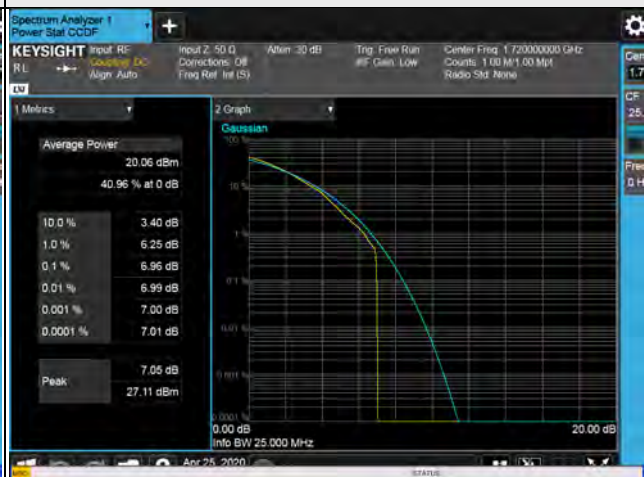 Spectrum Analyzer 1
Power Stat CCDF
+
KEYSIGHT
RL
Input: RF
Coupling: DC
Align: Auto
Input Z: 50 Ω
Corrections: Off
Freq Ref: Int (S)
Atten: 30 dB
Trig: Free Run
#IF Gain: Low
Center Freq: 1.720000000 GHz
Counts: 1.00 M/1.00 Mpt
Radio Std: None
1 Metrics
Average Power
20.06 dBm
40.96 % at 0 dB
10.0 % 3.40 dB
1.0 % 6.25 dB
0.1 % 6.96 dB
0.01 % 6.99 dB
0.001 % 7.00 dB
0.0001 % 7.01 dB
Peak
7.05 dB
27.11 dBm
2 Graph
Gaussian
100 %
10 %
1 %
0.1 %
0.01 %
0.001 %
0.0001 %
0.00 dB
20.00 dB
Info BW 25.000 MHz
Apr 25, 2020
STATUS
CF
25.
1.7